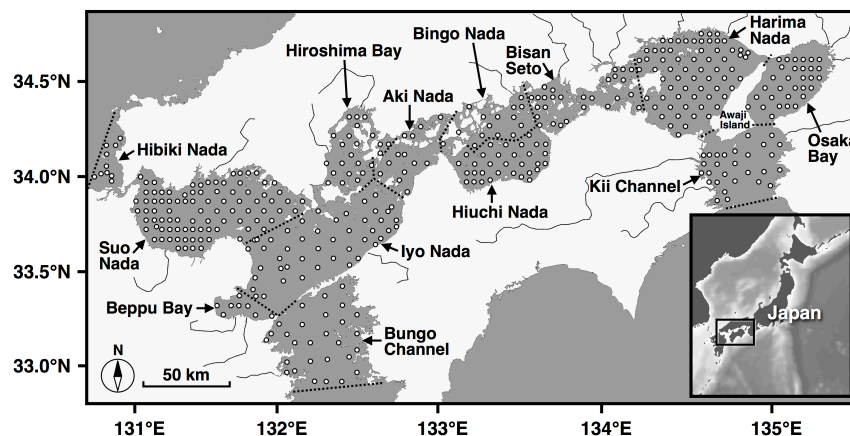 Harima
Nada
Bingo Nada
Hiroshima Bay
Bisan
Seto
34.5°N
Aki Nada
Awaji
Island
Osaka
Bay
Hibiki Nada
34.0°N
Kii Channel
Hiuchi Nada
Suo
Nada
Iyo Nada
33.5°N
Beppu Bay
Japan
Bungo
Channel
33.0°N
N
50 km
131°E
132°E
133°E
134°E
135°E